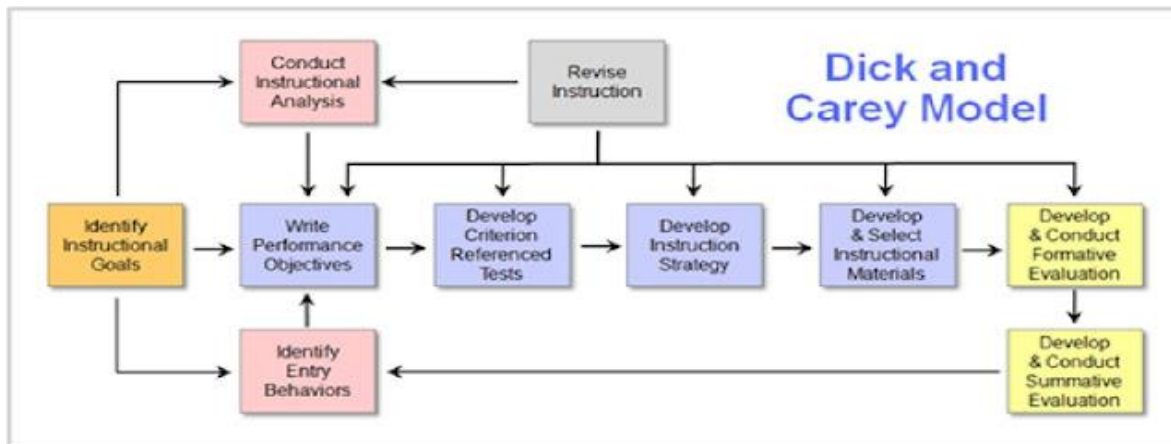 Conduct
Instructional
Analysis
Revise
Instruction
Dick and
Carey Model
Identify
Instructional
Goals
Write
Performance
Objectives
Develop
Criterion
Referenced
Tests
Develop
Instruction
Strategy
Develop
& Select
Instructional
Materials
Develop
& Conduct
Formative
Evaluation
Identify
Entry
Behaviors
Develop
& Conduct
Summative
Evaluation